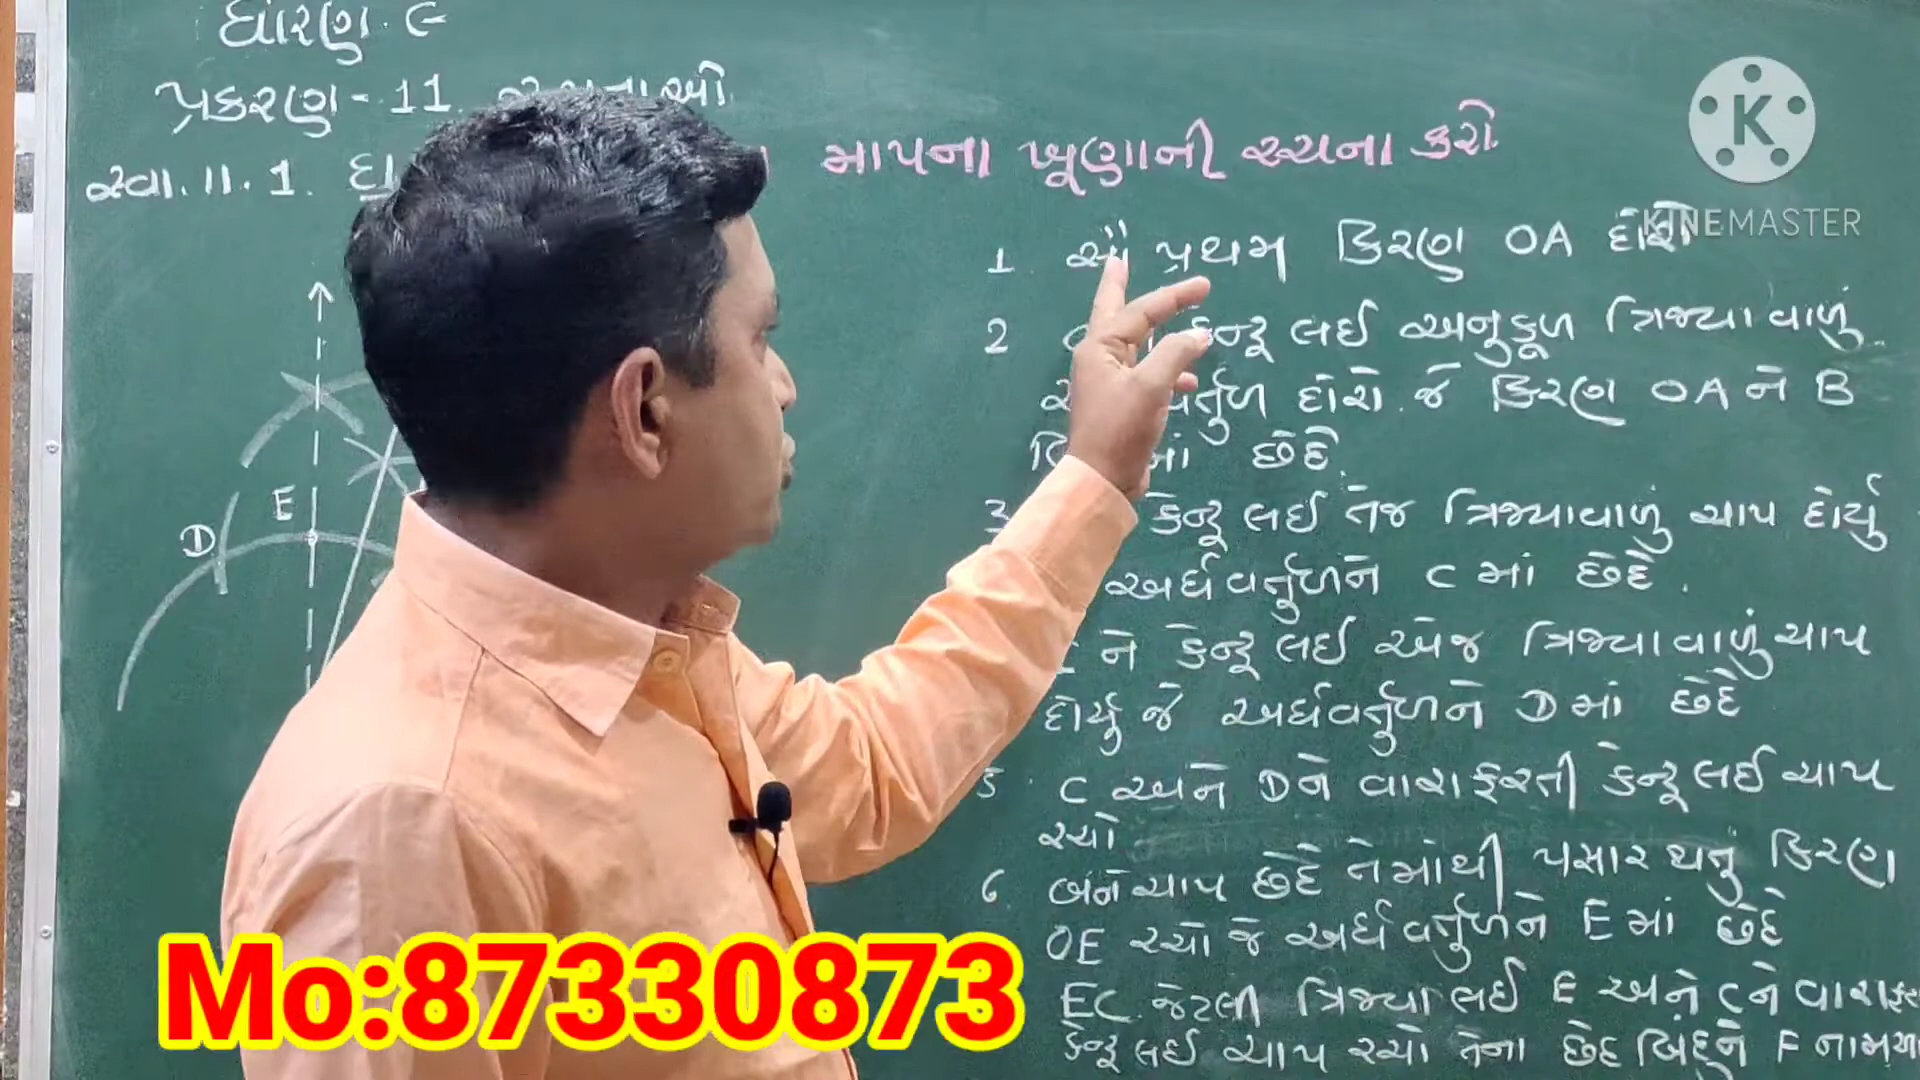 ધોરણ. ૯
પ્રકરણ - 11. રચનાઓ
સ્વા. 11. 1.
માપના ખૂણાની રચના કરો
1. સૌ પ્રથમ કિરણ OA દોરો
2 કેન્દ્ર લઈ અનુકૂળ ત્રિજ્યા વાળું
દોરો. જે કિરણ OA ને B
માં છેદે.
3 કેન્દ્ર લઈ તેજ ત્રિજ્યાવાળું ચાપ દોર્યુ
અર્ધવર્તુળને C માં છેદે.
ને કેન્દ્ર લઈ એજ ત્રિજ્યા વાળું ચાપ
દોર્યુ જે અર્ધવર્તુળને D માં છેદે
5. C અને D ને વારાફરતી કેન્દ્ર લઈ ચાપ
રચો
6 બંને ચાપ છેદે તેમાંથી પસાર થતુ કિરણ
OE રચો જે અર્ધવર્તુળને E માં છેદે
EC જેટલી ત્રિજ્યા લઈ E અને C ને
કેન્દ્ર લઈ ચાપ રચો તેના છેદ બિંદુને F નામ
E
D
K
KINEMASTER
Mo:87330873